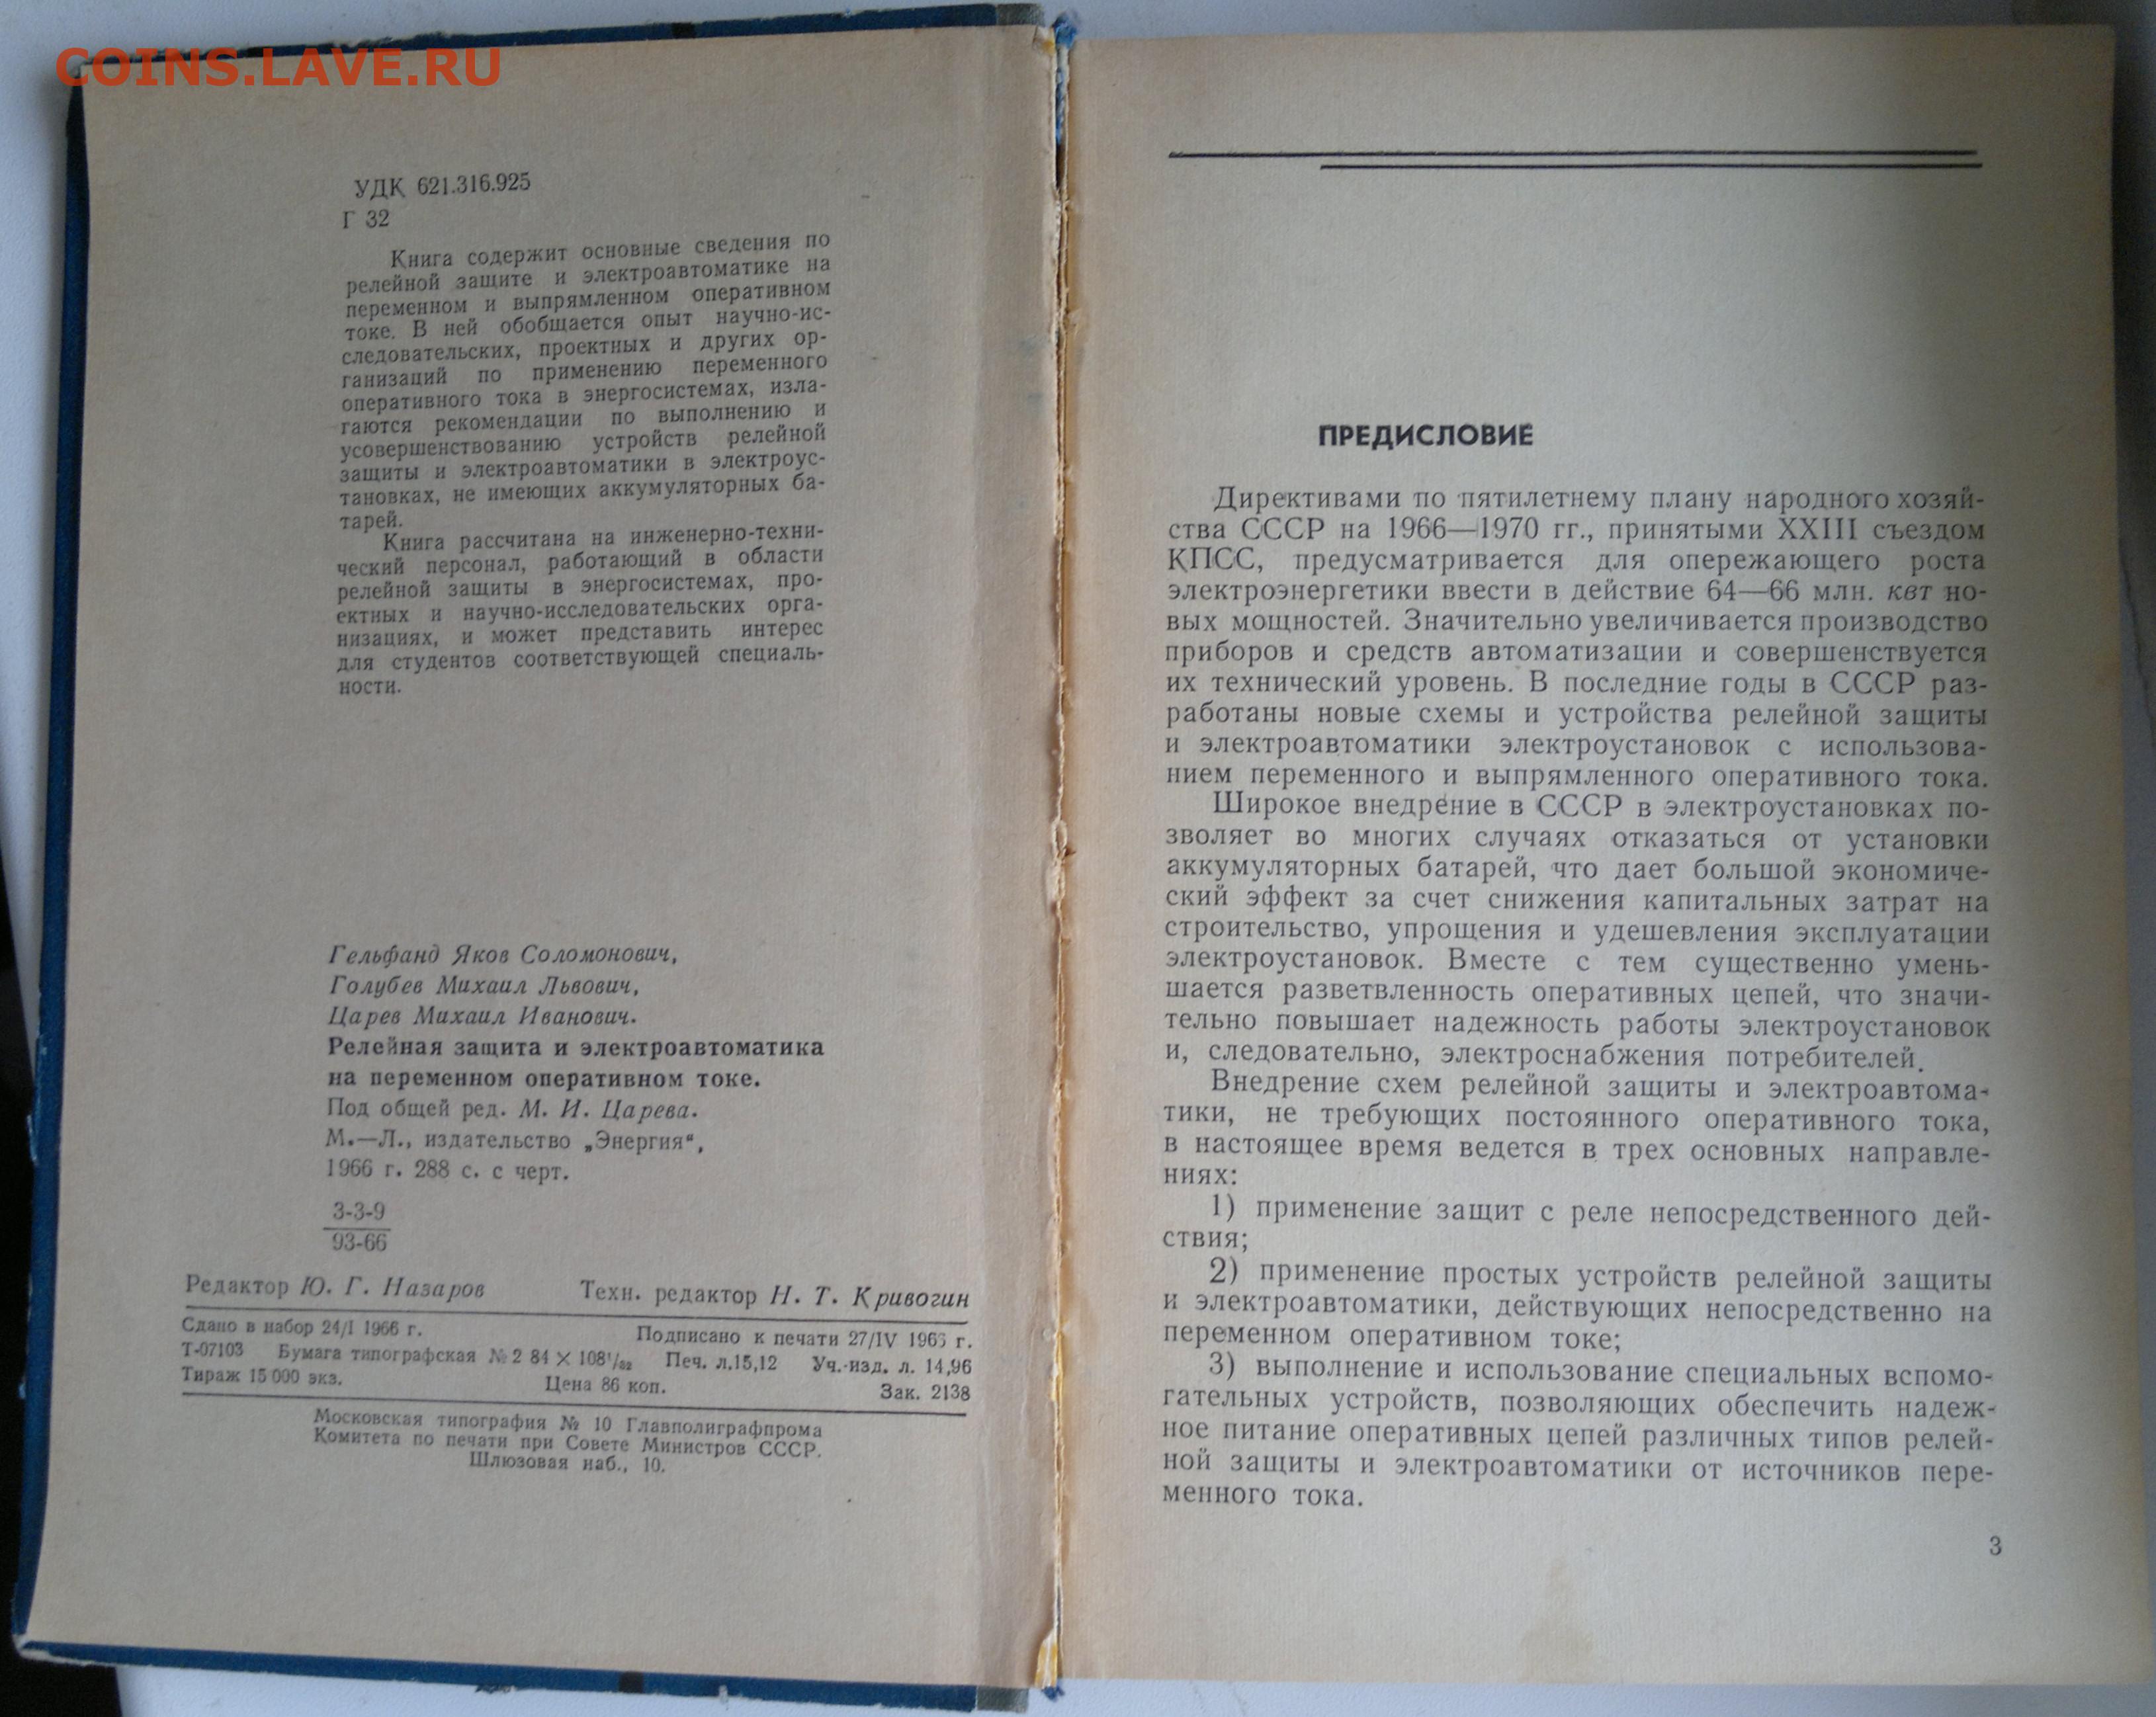 COINS.LAVE.RU
УДК 621.316.925
Г 32
Книга содержит основные сведения по
релейной защите и электроавтоматике на
переменном и выпрямленном оперативном
токе. В ней обобщается опыт научно-ис-
следовательских, проектных и других ор-
ганизаций по применению переменного
оперативного тока в энергосистемах, изла-
гаются рекомендации по выполнению и
усовершенствованию устройств релейной
защиты и электроавтоматики в электроус-
тановках, не имеющих аккумуляторных ба-
тарей.
Книга рассчитана на инженерно-техни-
ческий персонал, работающий в области
релейной защиты в энергосистемах, про-
ектных и научно-исследовательских орга-
низациях, и может представить интерес
для студентов соответствующей специаль-
ности.
Гельфанд Яков Соломонович,
Голубев Михаил Львович,
Царев Михаил Иванович.
Релейная защита и электроавтоматика
на переменном оперативном токе.
Под общей ред. М. И. Царева.
М.—Л., издательство „Энергия“,
1966 г. 288 с. с черт.
3-3-9
93-66
Редактор Ю. Г. Назаров Техн. редактор Н. Т. Кривогин
Сдано в набор 24/I 1966 г. Подписано к печати 27/IV 1966 г.
Т-07103 Бумага типографская № 2 84 × 108¹/₃₂ Печ. л.15,12 Уч.-изд. л. 14,96
Тираж 15 000 экз. Цена 86 коп. Зак. 2138
Московская типография № 10 Главполиграфпрома
Комитета по печати при Совете Министров СССР.
Шлюзовая наб., 10.
ПРЕДИСЛОВИЕ
Директивами по пятилетнему плану народного хозяй-
ства СССР на 1966—1970 гг., принятыми XXIII съездом
КПСС, предусматривается для опережающего роста
электроэнергетики ввести в действие 64—66 млн. квт но-
вых мощностей. Значительно увеличивается производство
приборов и средств автоматизации и совершенствуется
их технический уровень. В последние годы в СССР раз-
работаны новые схемы и устройства релейной защиты
и электроавтоматики электроустановок с использова-
нием переменного и выпрямленного оперативного тока.
Широкое внедрение в СССР в электроустановках по-
зволяет во многих случаях отказаться от установки
аккумуляторных батарей, что дает большой экономиче-
ский эффект за счет снижения капитальных затрат на
строительство, упрощения и удешевления эксплуатации
электроустановок. Вместе с тем существенно умень-
шается разветвленность оперативных цепей, что значи-
тельно повышает надежность работы электроустановок
и, следовательно, электроснабжения потребителей.
Внедрение схем релейной защиты и электроавтома-
тики, не требующих постоянного оперативного тока,
в настоящее время ведется в трех основных направле-
ниях:
1) применение защит с реле непосредственного дей-
ствия;
2) применение простых устройств релейной защиты
и электроавтоматики, действующих непосредственно на
переменном оперативном токе;
3) выполнение и использование специальных вспомо-
гательных устройств, позволяющих обеспечить надеж-
ное питание оперативных цепей различных типов релей-
ной защиты и электроавтоматики от источников пере-
менного тока.
3